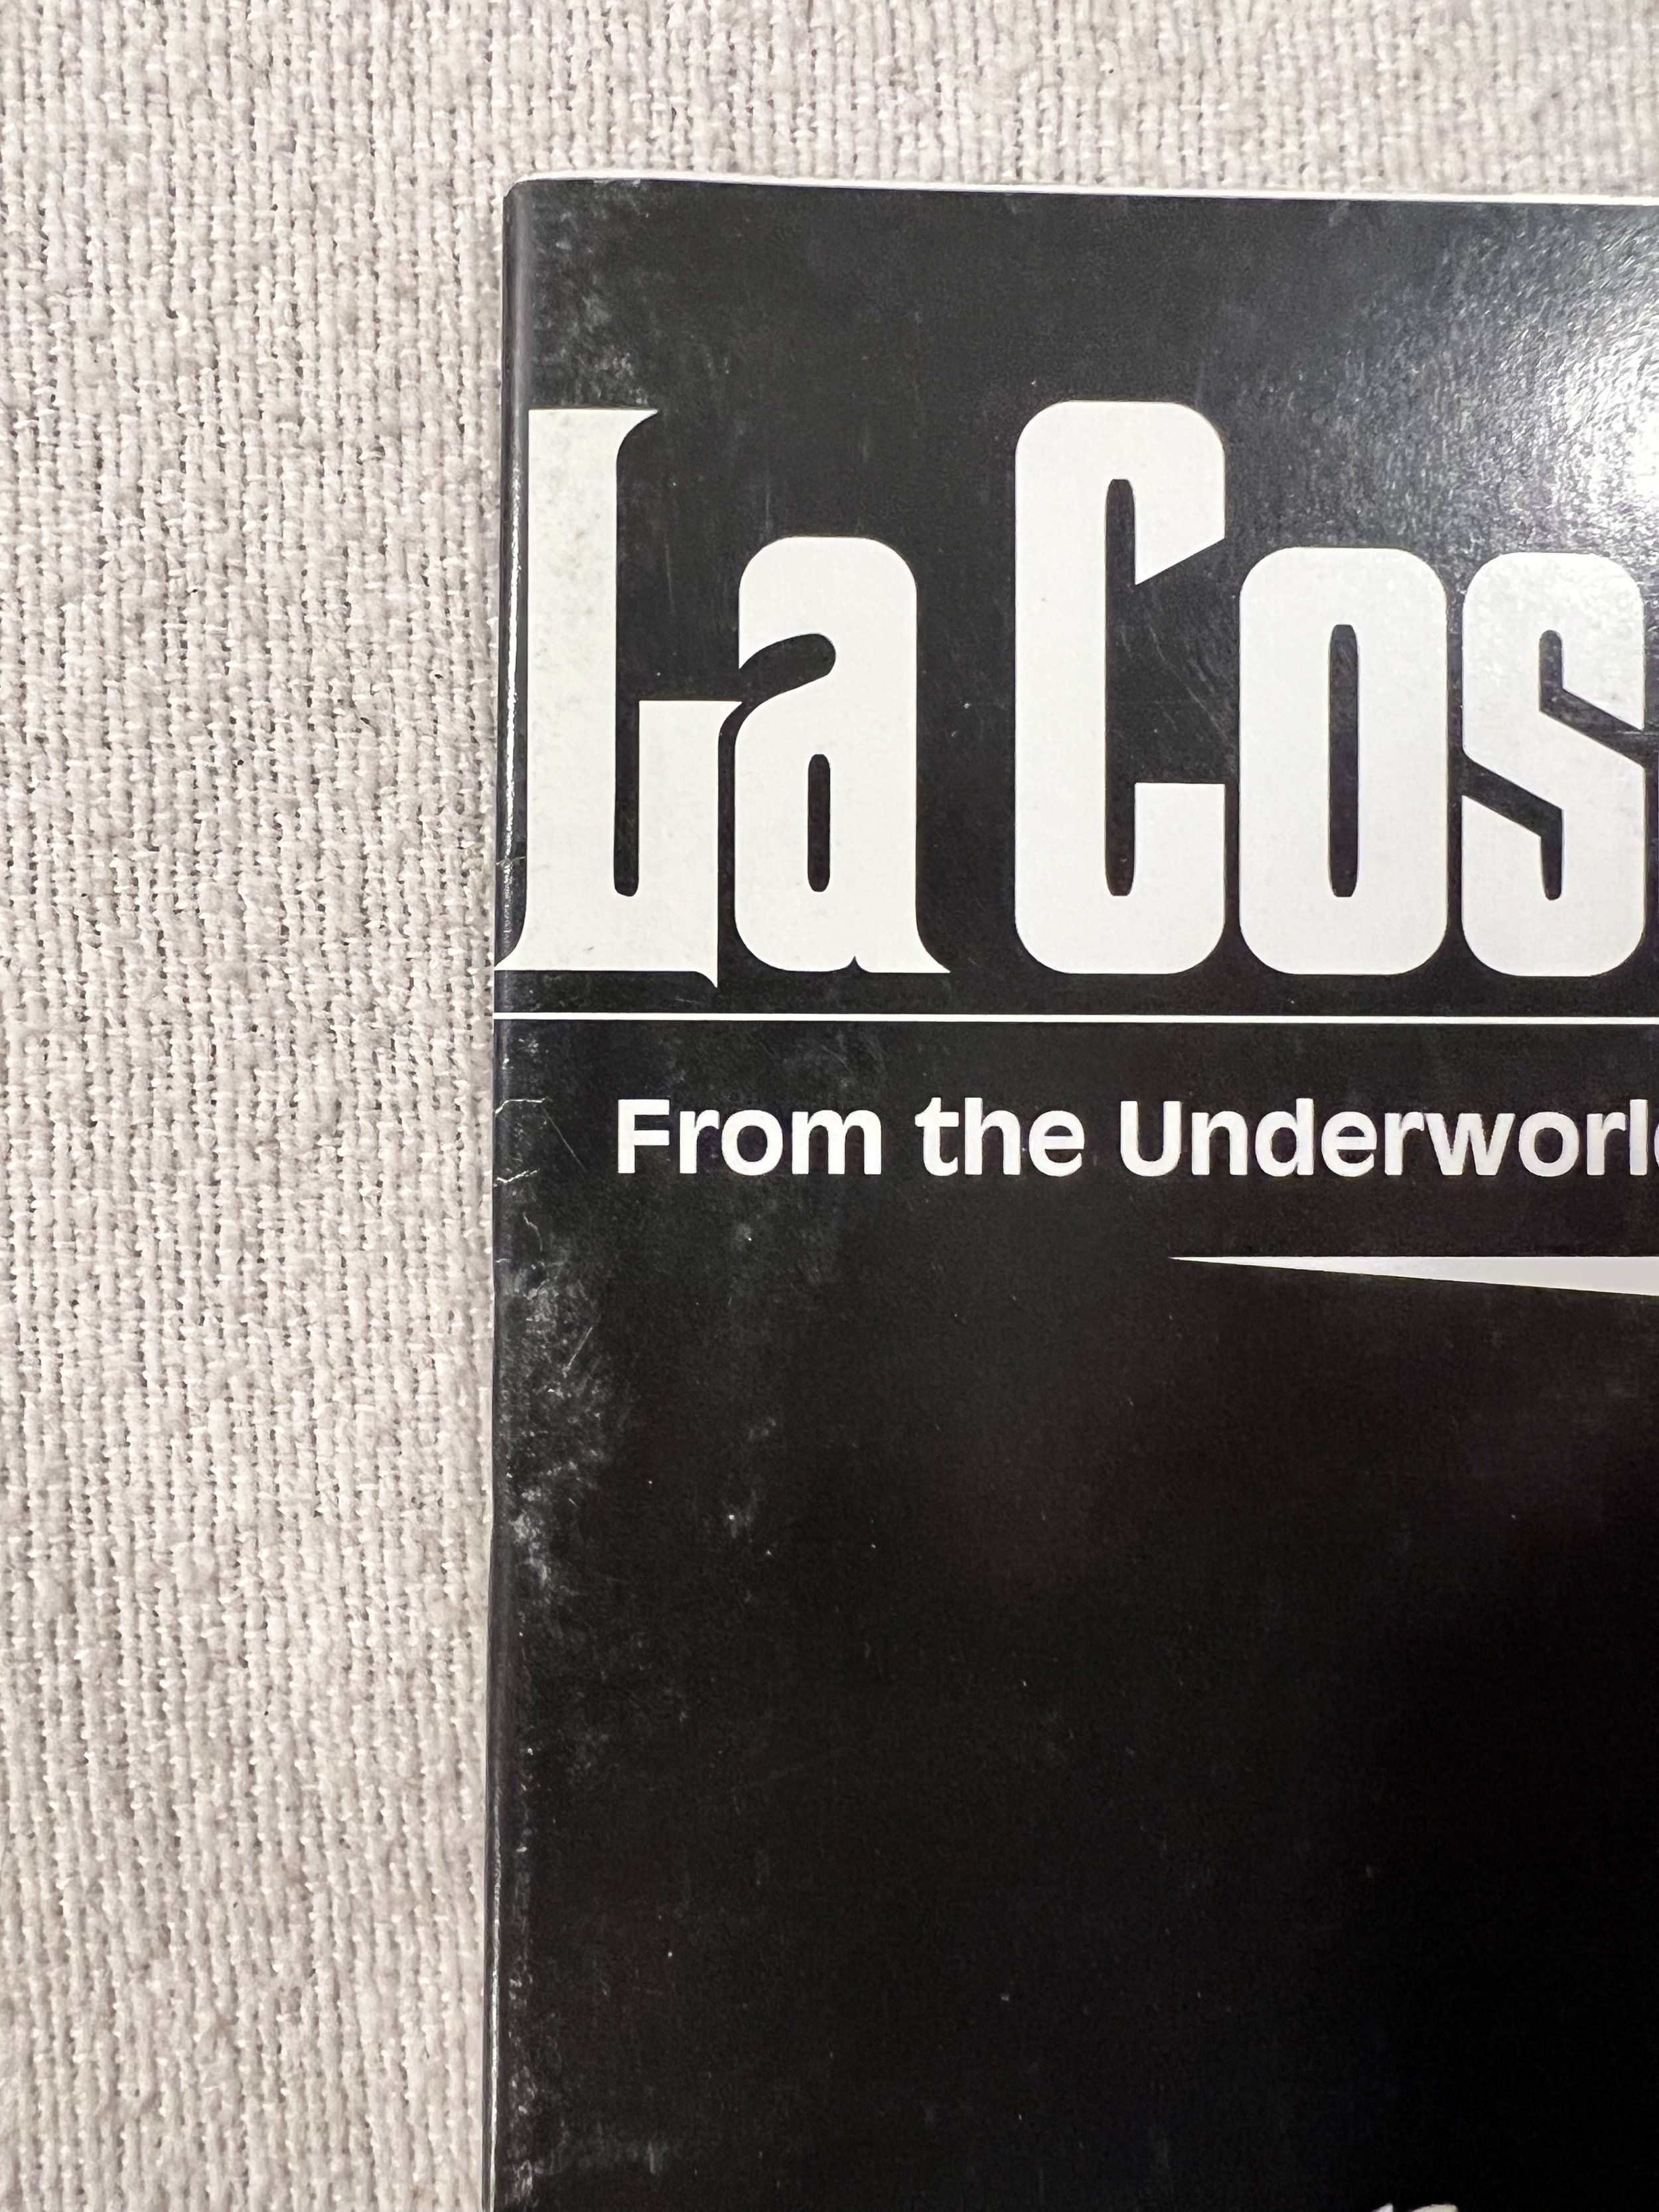 La Cos
From the Underworl